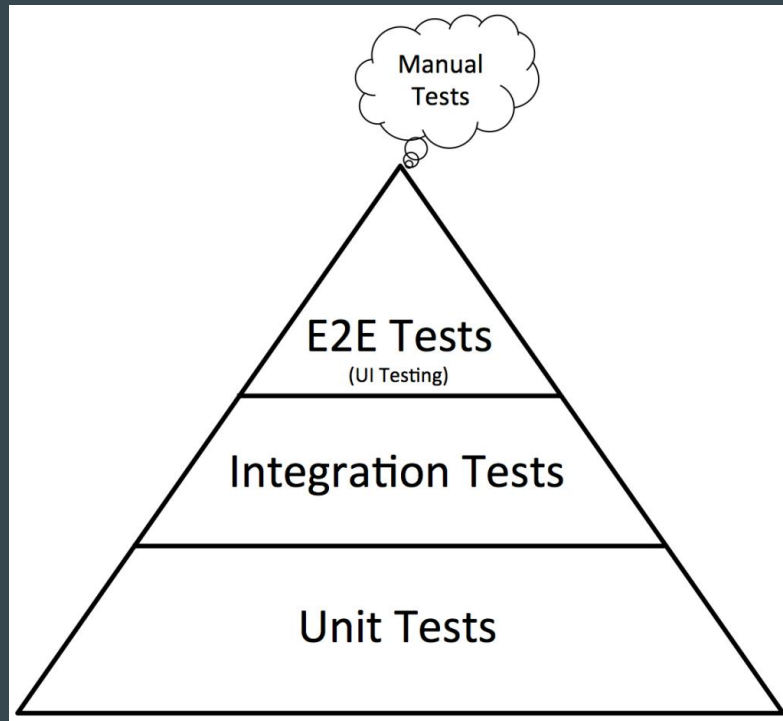 Manual
Tests
E2E Tests
(UI Testing)
Integration Tests
Unit Tests